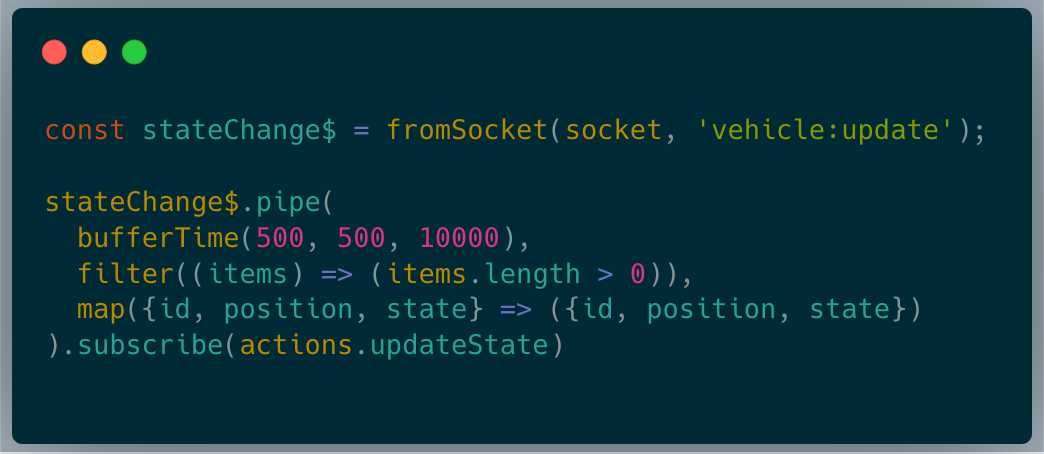 const stateChange$ = fromSocket(socket, 'vehicle:update');
stateChange$.pipe(
  bufferTime(500, 500, 10000),
  filter((items) => (items.length > 0)),
  map({id, position, state} => ({id, position, state})
).subscribe(actions.updateState)